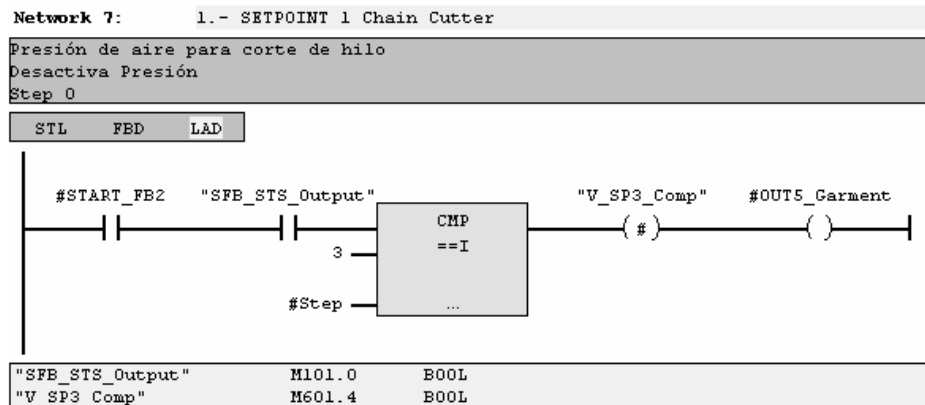 Network 7: 1.- SETPOINT 1 Chain Cutter
Presión de aire para corte de hilo
Desactiva Presión
Step 0
STL FBD LAD
#START_FB2 "SFB_STS_Output" "V_SP3_Comp" #OUT5_Garment
CMP
==I
( # ) ( )
3
#Step ...
"SFB_STS_Output" M101.0 BOOL
"V_SP3_Comp" M601.4 BOOL